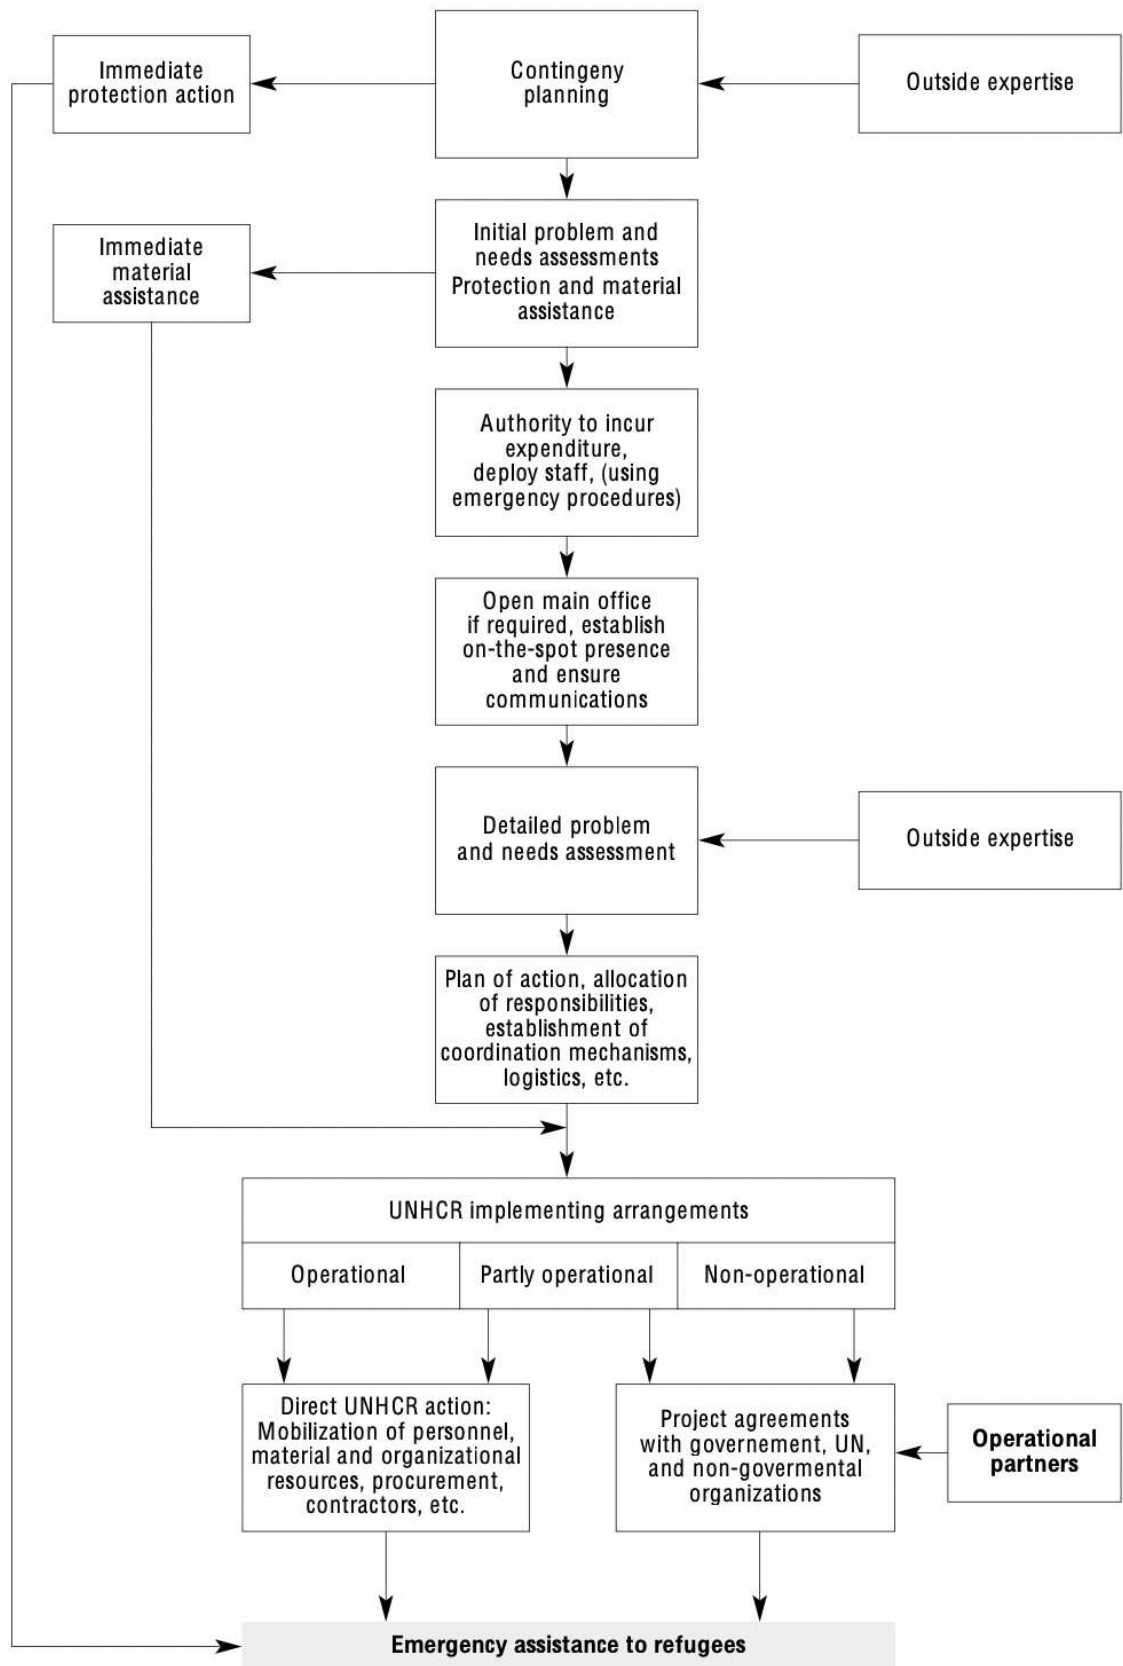 Immediate
protection action
Contingeny
planning
Outside expertise
Immediate
material
assistance
Initial problem and
needs assessments
Protection and material
assistance
Authority to incur
expenditure,
deploy staff, (using
emergency procedures)
Open main office
if required, establish
on-the-spot presence
and ensure
communications
Detailed problem
and needs assessment
Outside expertise
Plan of action, allocation
of responsibilities,
establishment of
coordination mechanisms,
logistics, etc.
UNHCR implementing arrangements
Operational
Partly operational
Non-operational
Direct UNHCR action:
Mobilization of personnel,
material and organizational
resources, procurement,
contractors, etc.
Project agreements
with governement, UN,
and non-govermental
organizations
Operational
partners
Emergency assistance to refugees